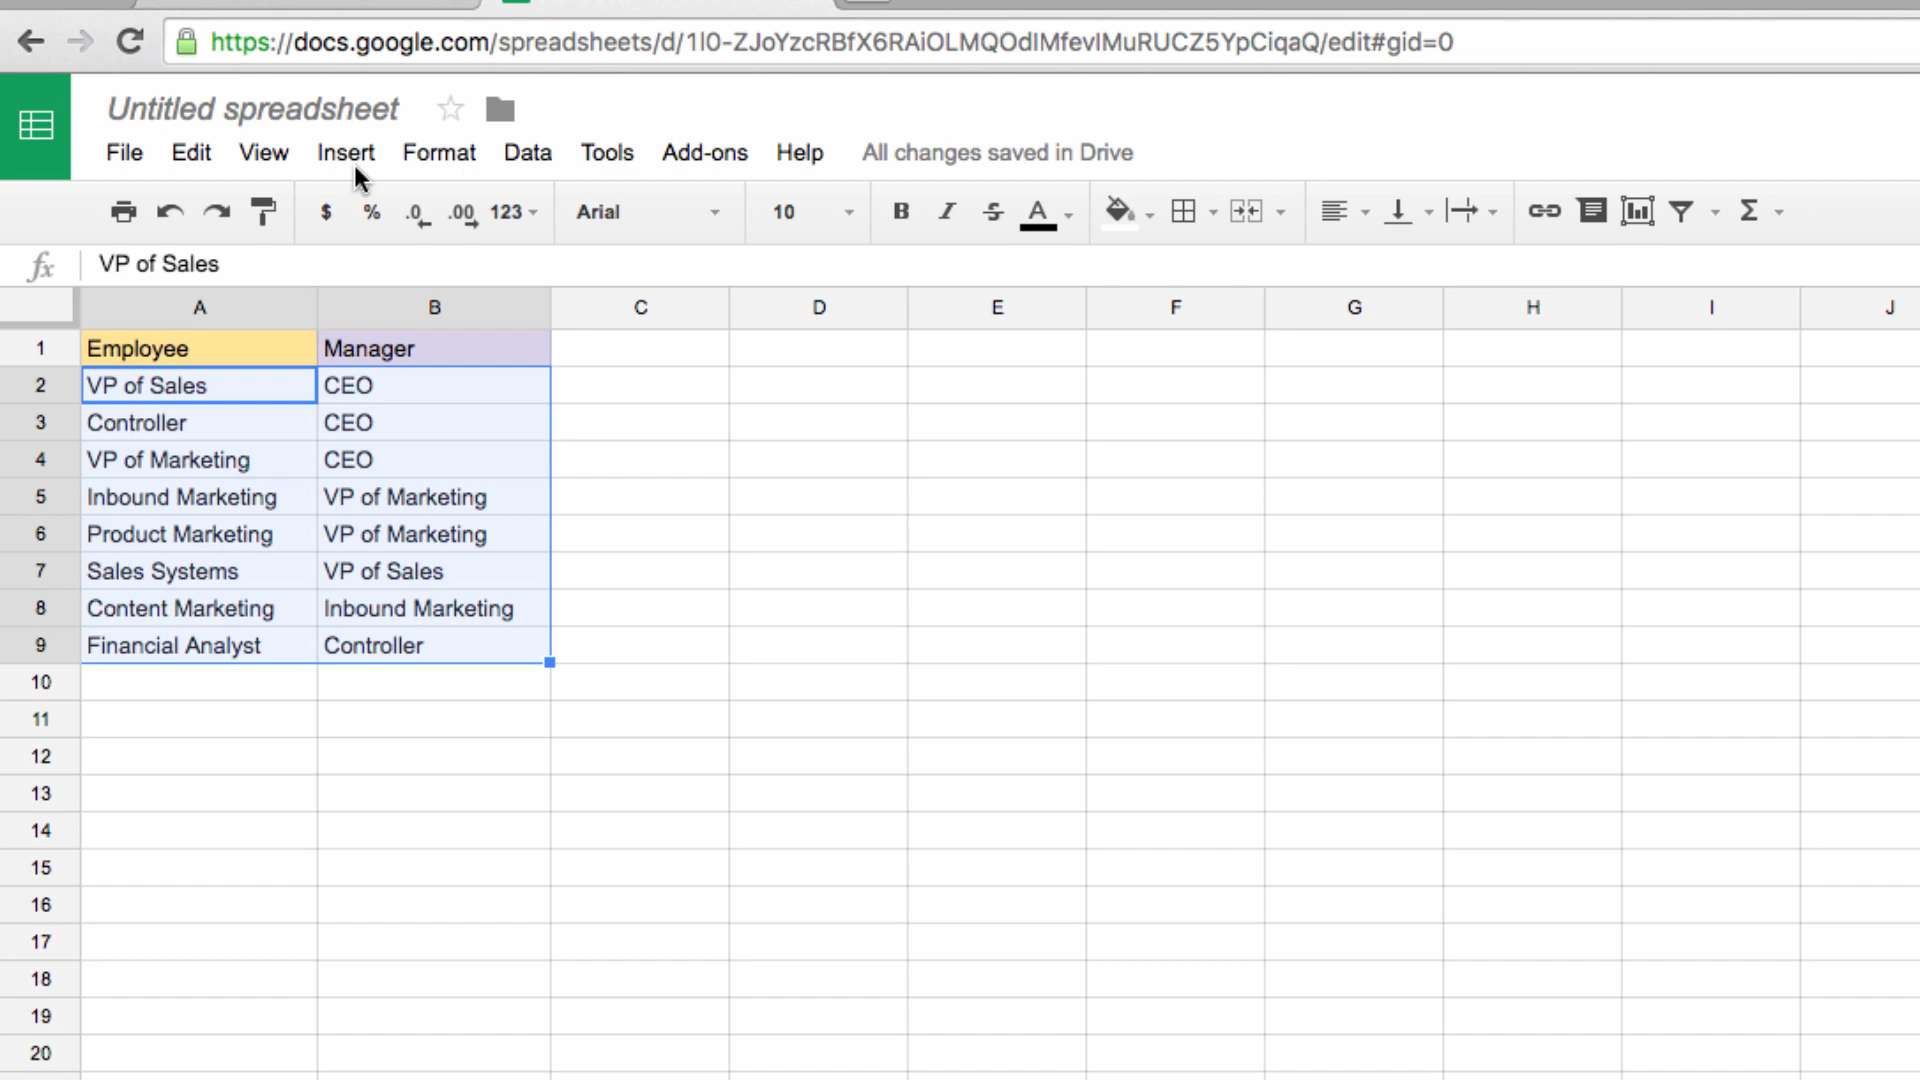 https://docs.google.com/spreadsheets/d/1l0-ZJoYzcRBfX6RAiOLMQOdIMfevIMuRUCZ5YpCiqaQ/edit#gid=0
Untitled spreadsheet
File Edit View Insert Format Data Tools Add-ons Help All changes saved in Drive
$ % .0 .00 123 Arial 10 B I S A Σ
fx VP of Sales
A B C D E F G H I J
1 Employee Manager
2 VP of Sales CEO
3 Controller CEO
4 VP of Marketing CEO
5 Inbound Marketing VP of Marketing
6 Product Marketing VP of Marketing
7 Sales Systems VP of Sales
8 Content Marketing Inbound Marketing
9 Financial Analyst Controller
10
11
12
13
14
15
16
17
18
19
20